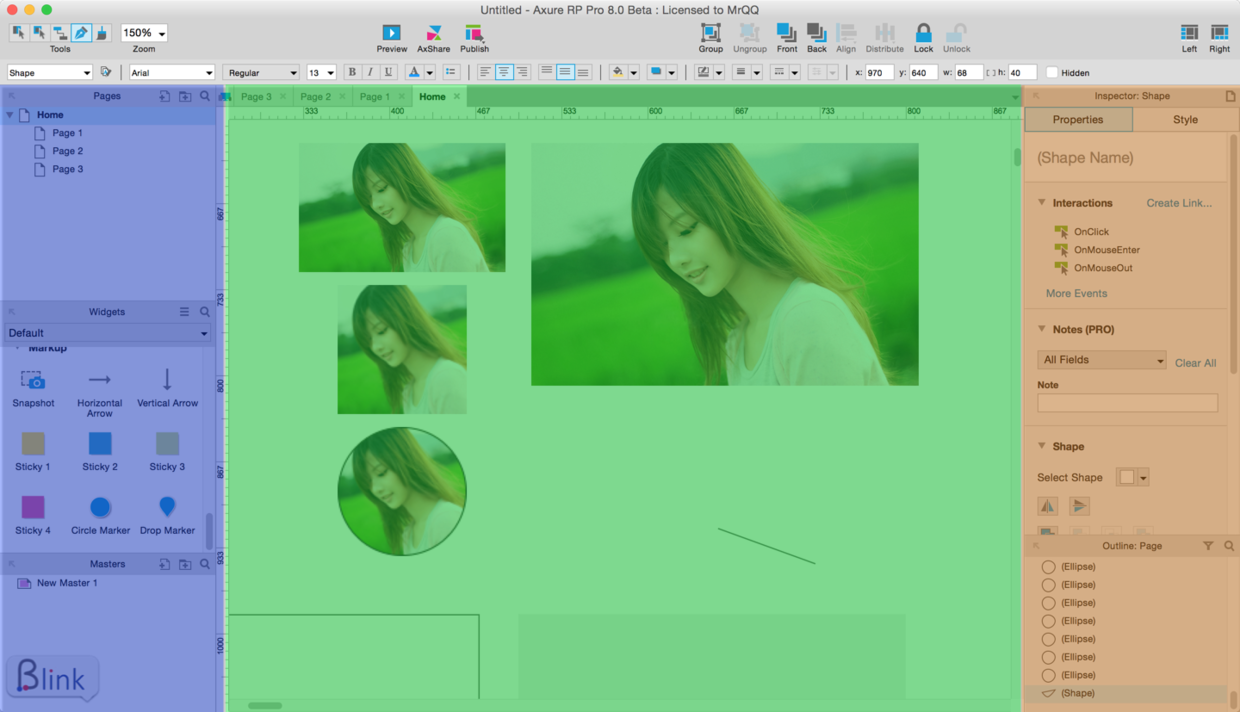 Untitled - Axure RP Pro 8.0 Beta : Licensed to MrQQ
150%
Tools
Zoom
Preview
AxShare
Publish
Group
Ungroup
Front
Back
Align
Distribute
Lock
Unlock
Left
Right
Shape
Arial
Regular
13
B
I
U
A
x: 970
y: 640
w: 68
h: 40
Hidden
Pages
Home
Page 1
Page 2
Page 3
Widgets
Default
Markup
Snapshot
Horizontal
Arrow
Vertical Arrow
Sticky 1
Sticky 2
Sticky 3
Sticky 4
Circle Marker
Drop Marker
Masters
New Master 1
Blink
Page 3
Page 2
Page 1
Home
333
400
467
533
600
667
733
800
867
667
733
800
867
933
1000
Inspector: Shape
Properties
Style
(Shape Name)
Interactions
Create Link...
OnClick
OnMouseEnter
OnMouseOut
More Events
Notes (PRO)
All Fields
Clear All
Note
Shape
Select Shape
Outline: Page
(Ellipse)
(Ellipse)
(Ellipse)
(Ellipse)
(Ellipse)
(Ellipse)
(Ellipse)
(Shape)